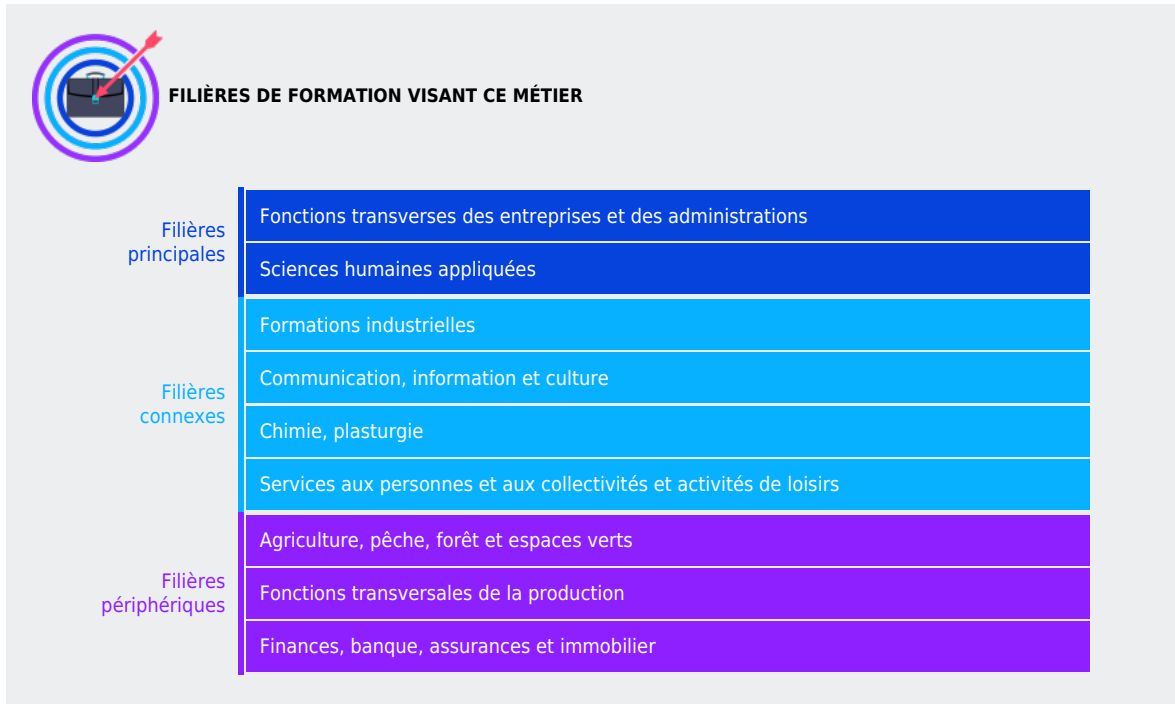 FILIÈRES DE FORMATION VISANT CE MÉTIER
Filières
principales
Fonctions transverses des entreprises et des administrations
Sciences humaines appliquées
Filières
connexes
Formations industrielles
Communication, information et culture
Chimie, plasturgie
Services aux personnes et aux collectivités et activités de loisirs
Filières
périphériques
Agriculture, pêche, forêt et espaces verts
Fonctions transversales de la production
Finances, banque, assurances et immobilier